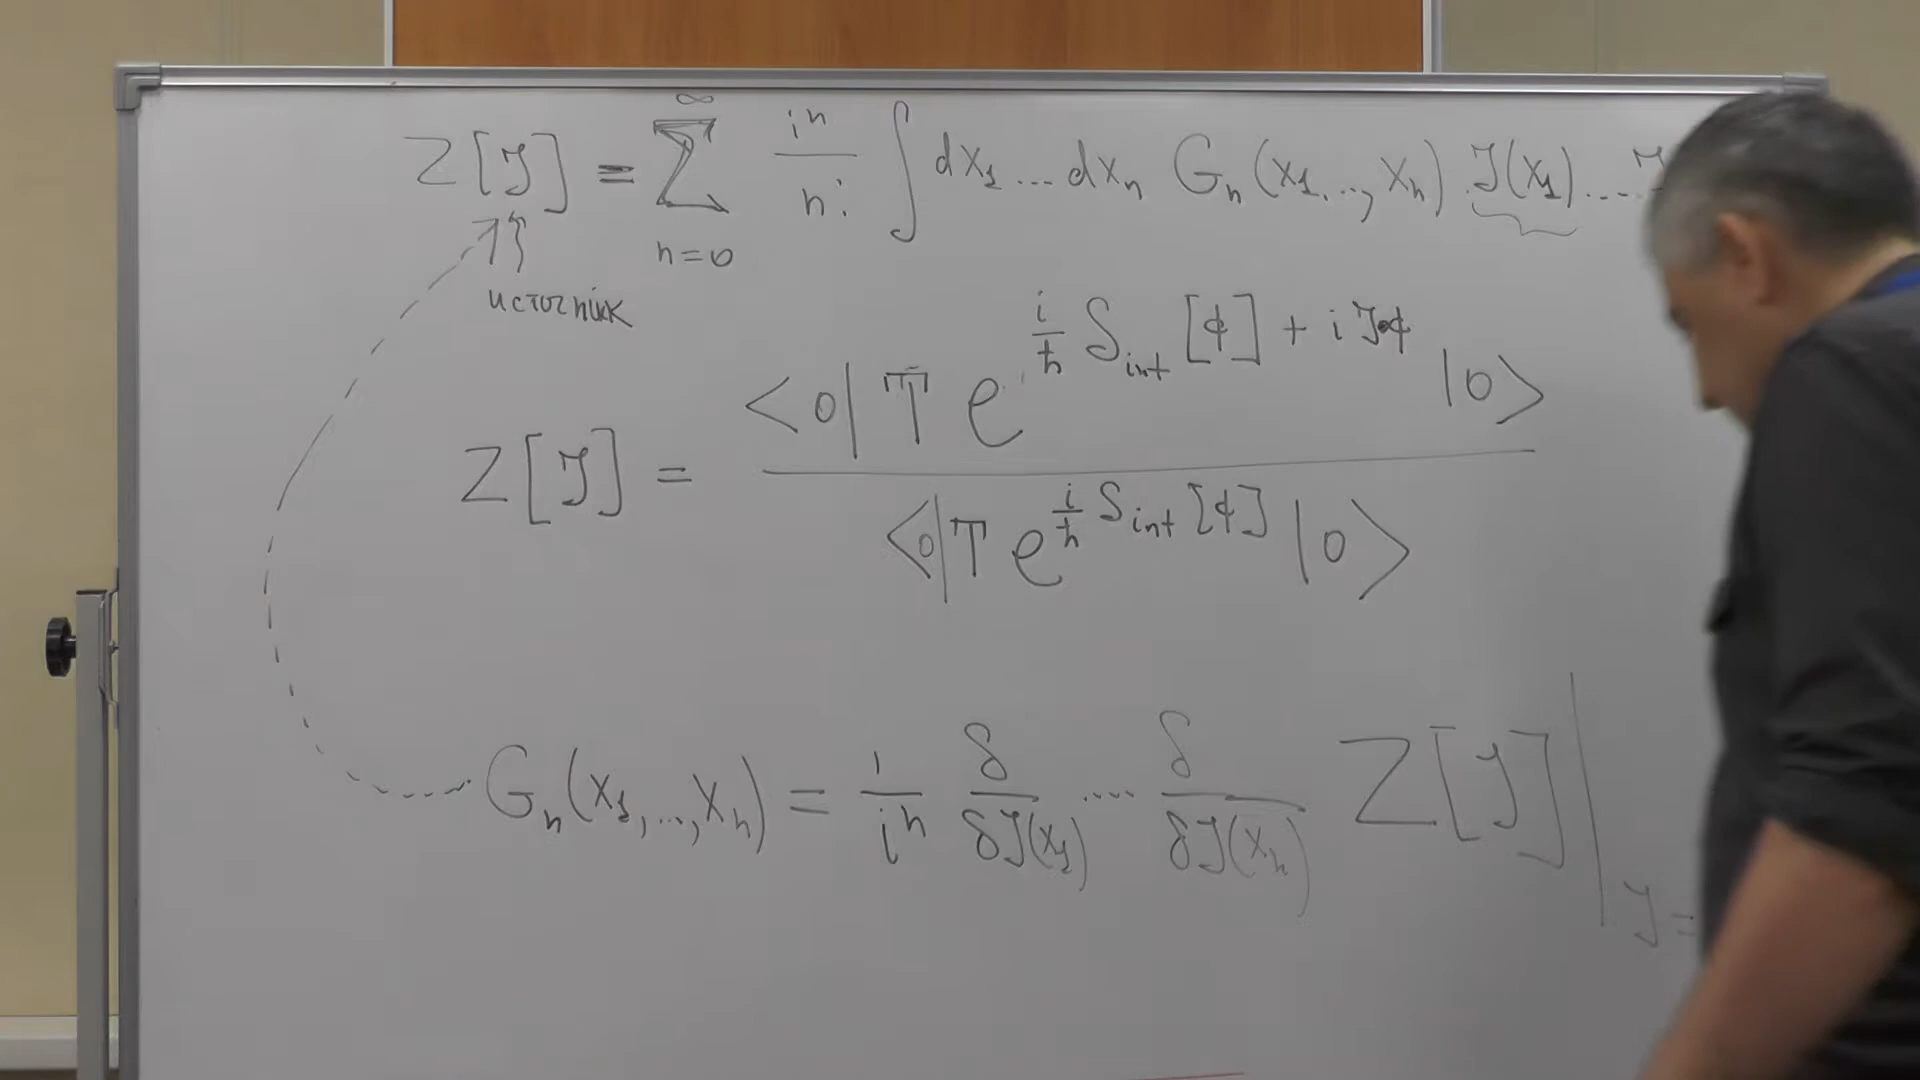 Z[J] = ∑_{n=0}^{∞} iⁿ/n! ∫ dx₁...dxₙ Gₙ(x₁,..,xₙ) J(x₁)....J
источник
Z[J] = <0| T e^{i/ħ S_int[ϕ] + i Jϕ} |0> / <0| T e^{i/ħ S_int[ϕ]} |0>
Gₙ(x₁,...,xₙ) = 1/iⁿ δ/δJ(x₁) .... δ/δJ(xₙ) Z[J] |_{J=